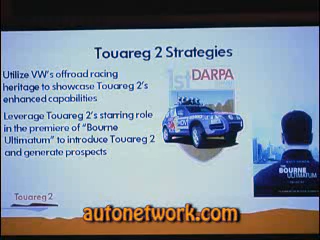 Touareg 2 Strategies
Utilize VW's offroad racing
heritage to showcase Touareg 2's
enhanced capabilities
Leverage Touareg 2's starring role
in the premiere of "Bourne
Ultimatum" to introduce Touareg 2
and generate prospects
1st DARPA
BOURNE
ULTIMATUM
Touareg 2
autonetwork.com